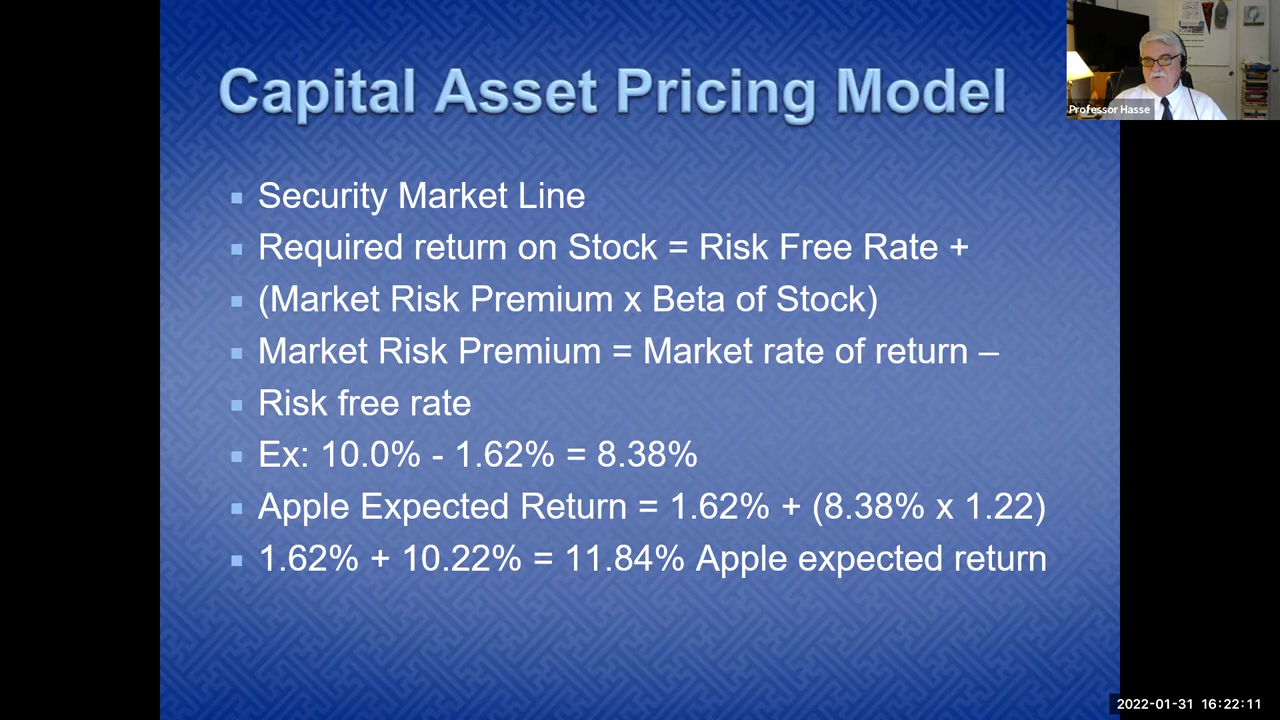 Capital Asset Pricing Model
Professor Hasse
Security Market Line
Required return on Stock = Risk Free Rate +
(Market Risk Premium x Beta of Stock)
Market Risk Premium = Market rate of return –
Risk free rate
Ex: 10.0% - 1.62% = 8.38%
Apple Expected Return = 1.62% + (8.38% x 1.22)
1.62% + 10.22% = 11.84% Apple expected return
2022-01-31 16:22:11